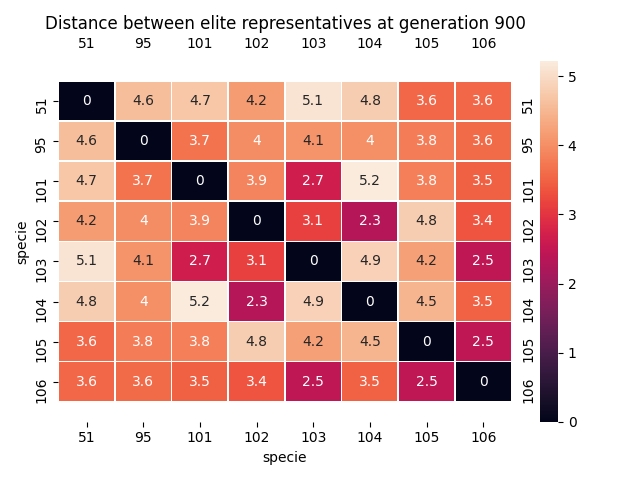 Distance between elite representatives at generation 900
51 95 101 102 103 104 105 106
51 0 4.6 4.7 4.2 5.1 4.8 3.6 3.6 51
95 4.6 0 3.7 4 4.1 4 3.8 3.6 95
101 4.7 3.7 0 3.9 2.7 5.2 3.8 3.5 101
102 4.2 4 3.9 0 3.1 2.3 4.8 3.4 102
103 5.1 4.1 2.7 3.1 0 4.9 4.2 2.5 103
104 4.8 4 5.2 2.3 4.9 0 4.5 3.5 104
105 3.6 3.8 3.8 4.8 4.2 4.5 0 2.5 105
106 3.6 3.6 3.5 3.4 2.5 3.5 2.5 0 106
51 95 101 102 103 104 105 106
specie
specie
5
4
3
2
1
0